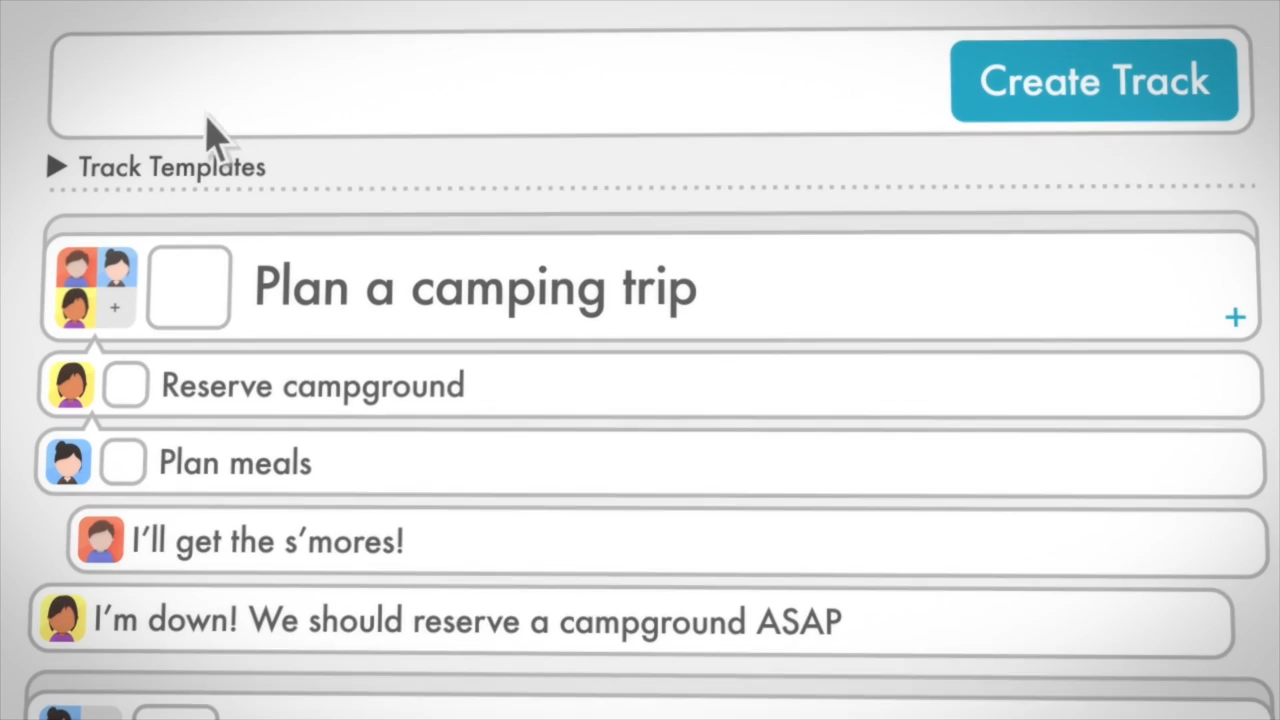 Create Track
Track Templates
Plan a camping trip
Reserve campground
Plan meals
I'll get the s'mores!
I'm down! We should reserve a campground ASAP